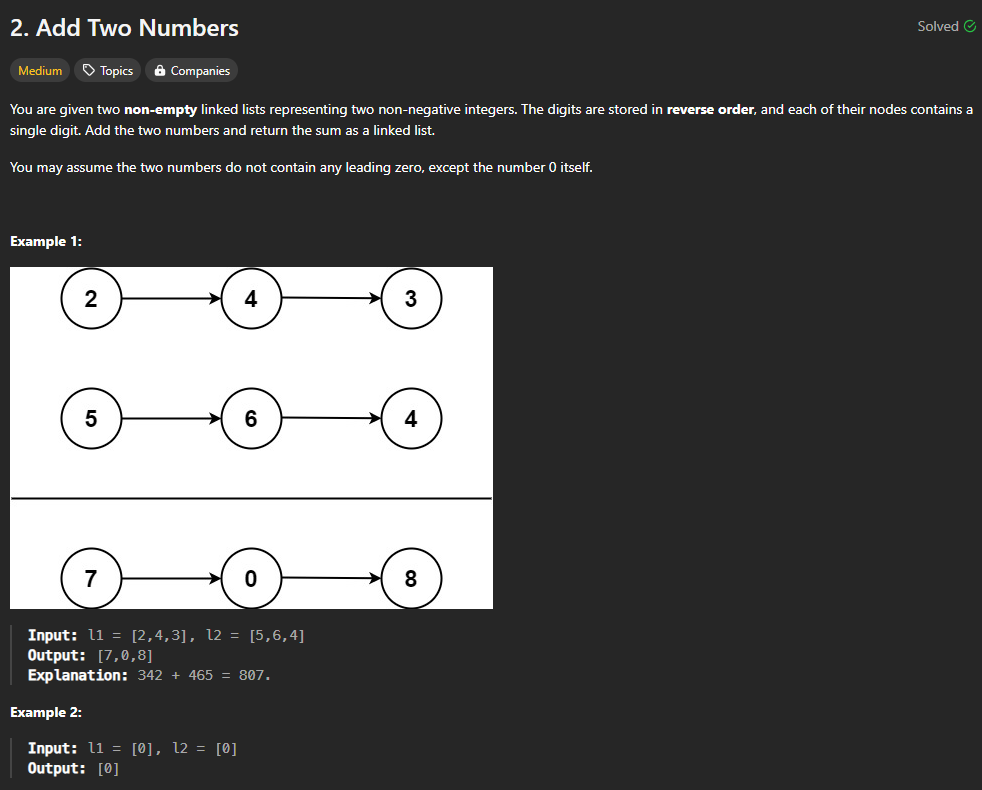 2. Add Two Numbers
Solved
Medium Topics Companies
You are given two non-empty linked lists representing two non-negative integers. The digits are stored in reverse order, and each of their nodes contains a
single digit. Add the two numbers and return the sum as a linked list.
You may assume the two numbers do not contain any leading zero, except the number 0 itself.
Example 1:
2 4 3
5 6 4
7 0 8
Input: l1 = [2,4,3], l2 = [5,6,4]
Output: [7,0,8]
Explanation: 342 + 465 = 807.
Example 2:
Input: l1 = [0], l2 = [0]
Output: [0]